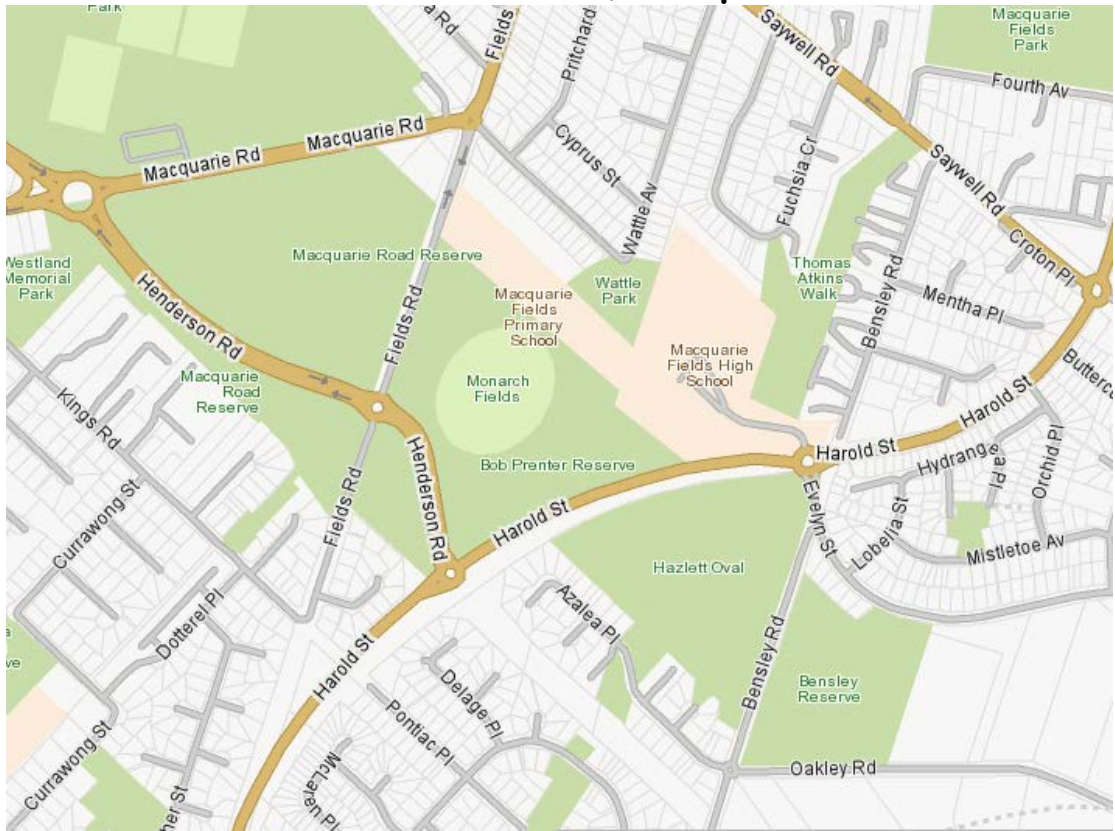 Park
Rd
Fields
Pritchard
Saywell Rd
Macquarie
Fields
Park
Fourth Av
Macquarie Rd
Macquarie Rd
Cyprus St
Wattle Av
Fuchsia Cr
Saywell Rd
Croton Pl
Westland
Memorial
Park
Macquarie Road Reserve
Henderson Rd
Fields Rd
Macquarie
Fields
Primary
School
Wattle
Park
Thomas
Atkins
Walk
Bensley Rd
Mentha Pl
Macquarie
Fields High
School
Macquarie
Road
Reserve
Monarch
Fields
Kings Rd
Harold St
Harold St
Henderson Rd
Bob Prenter Reserve
Hydrangea Pl
Orchid Pl
Currawong St
Fields Rd
Harold St
Evelyn St
Lobelia St
Mistletoe Av
Hazlett Oval
Dotterel Pl
Azalea Pl
Bensley Rd
Harold St
Delage Pl
Bensley
Reserve
Pontiac Pl
McLaren Pl
Currawong St
Oakley Rd